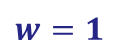 w = 1